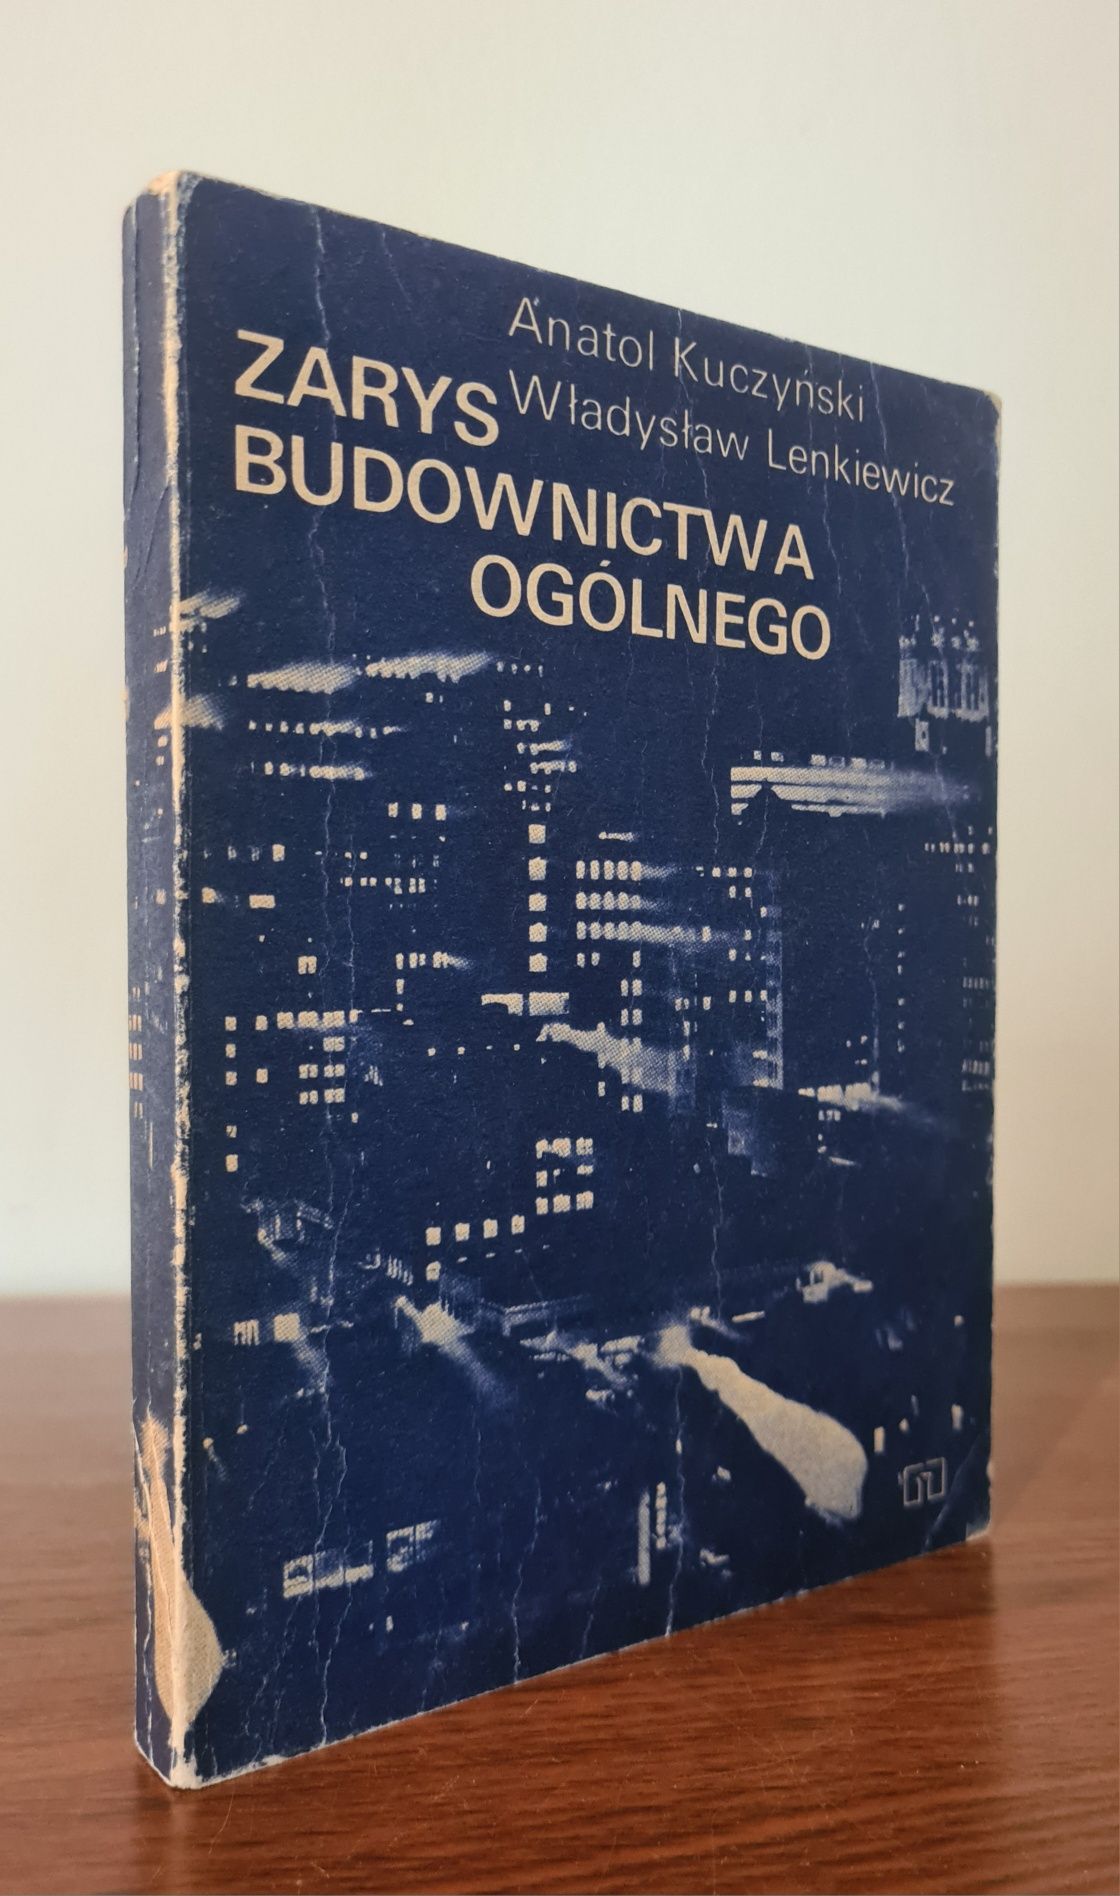 Anatol Kuczyński
Władysław Lenkiewicz
ZARYS
BUDOWNICTWA
OGÓLNEGO